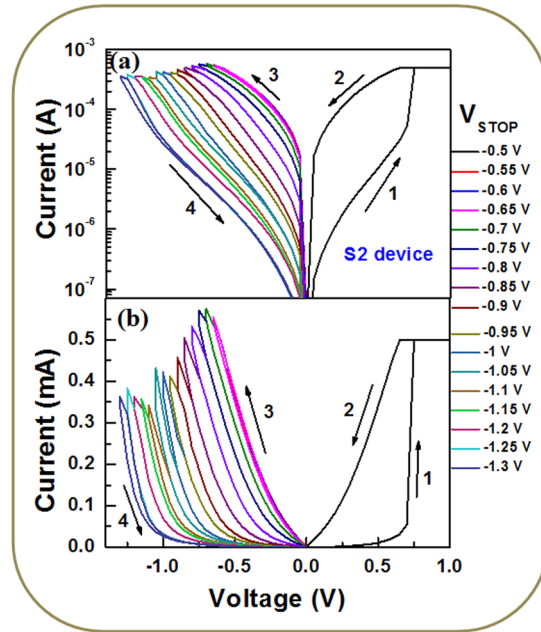 (a)
10⁻³
10⁻⁴
10⁻⁵
10⁻⁶
10⁻⁷
Current (A)
3
2
4
1
S2 device
V_STOP
-0.5 V
-0.55 V
-0.6 V
-0.65 V
-0.7 V
-0.75 V
-0.8 V
-0.85 V
-0.9 V
-0.95 V
-1 V
-1.05 V
-1.1 V
-1.15 V
-1.2 V
-1.25 V
-1.3 V
(b)
0.5
0.4
0.3
0.2
0.1
0.0
Current (mA)
3
2
1
4
-1.0 -0.5 0.0 0.5 1.0
Voltage (V)